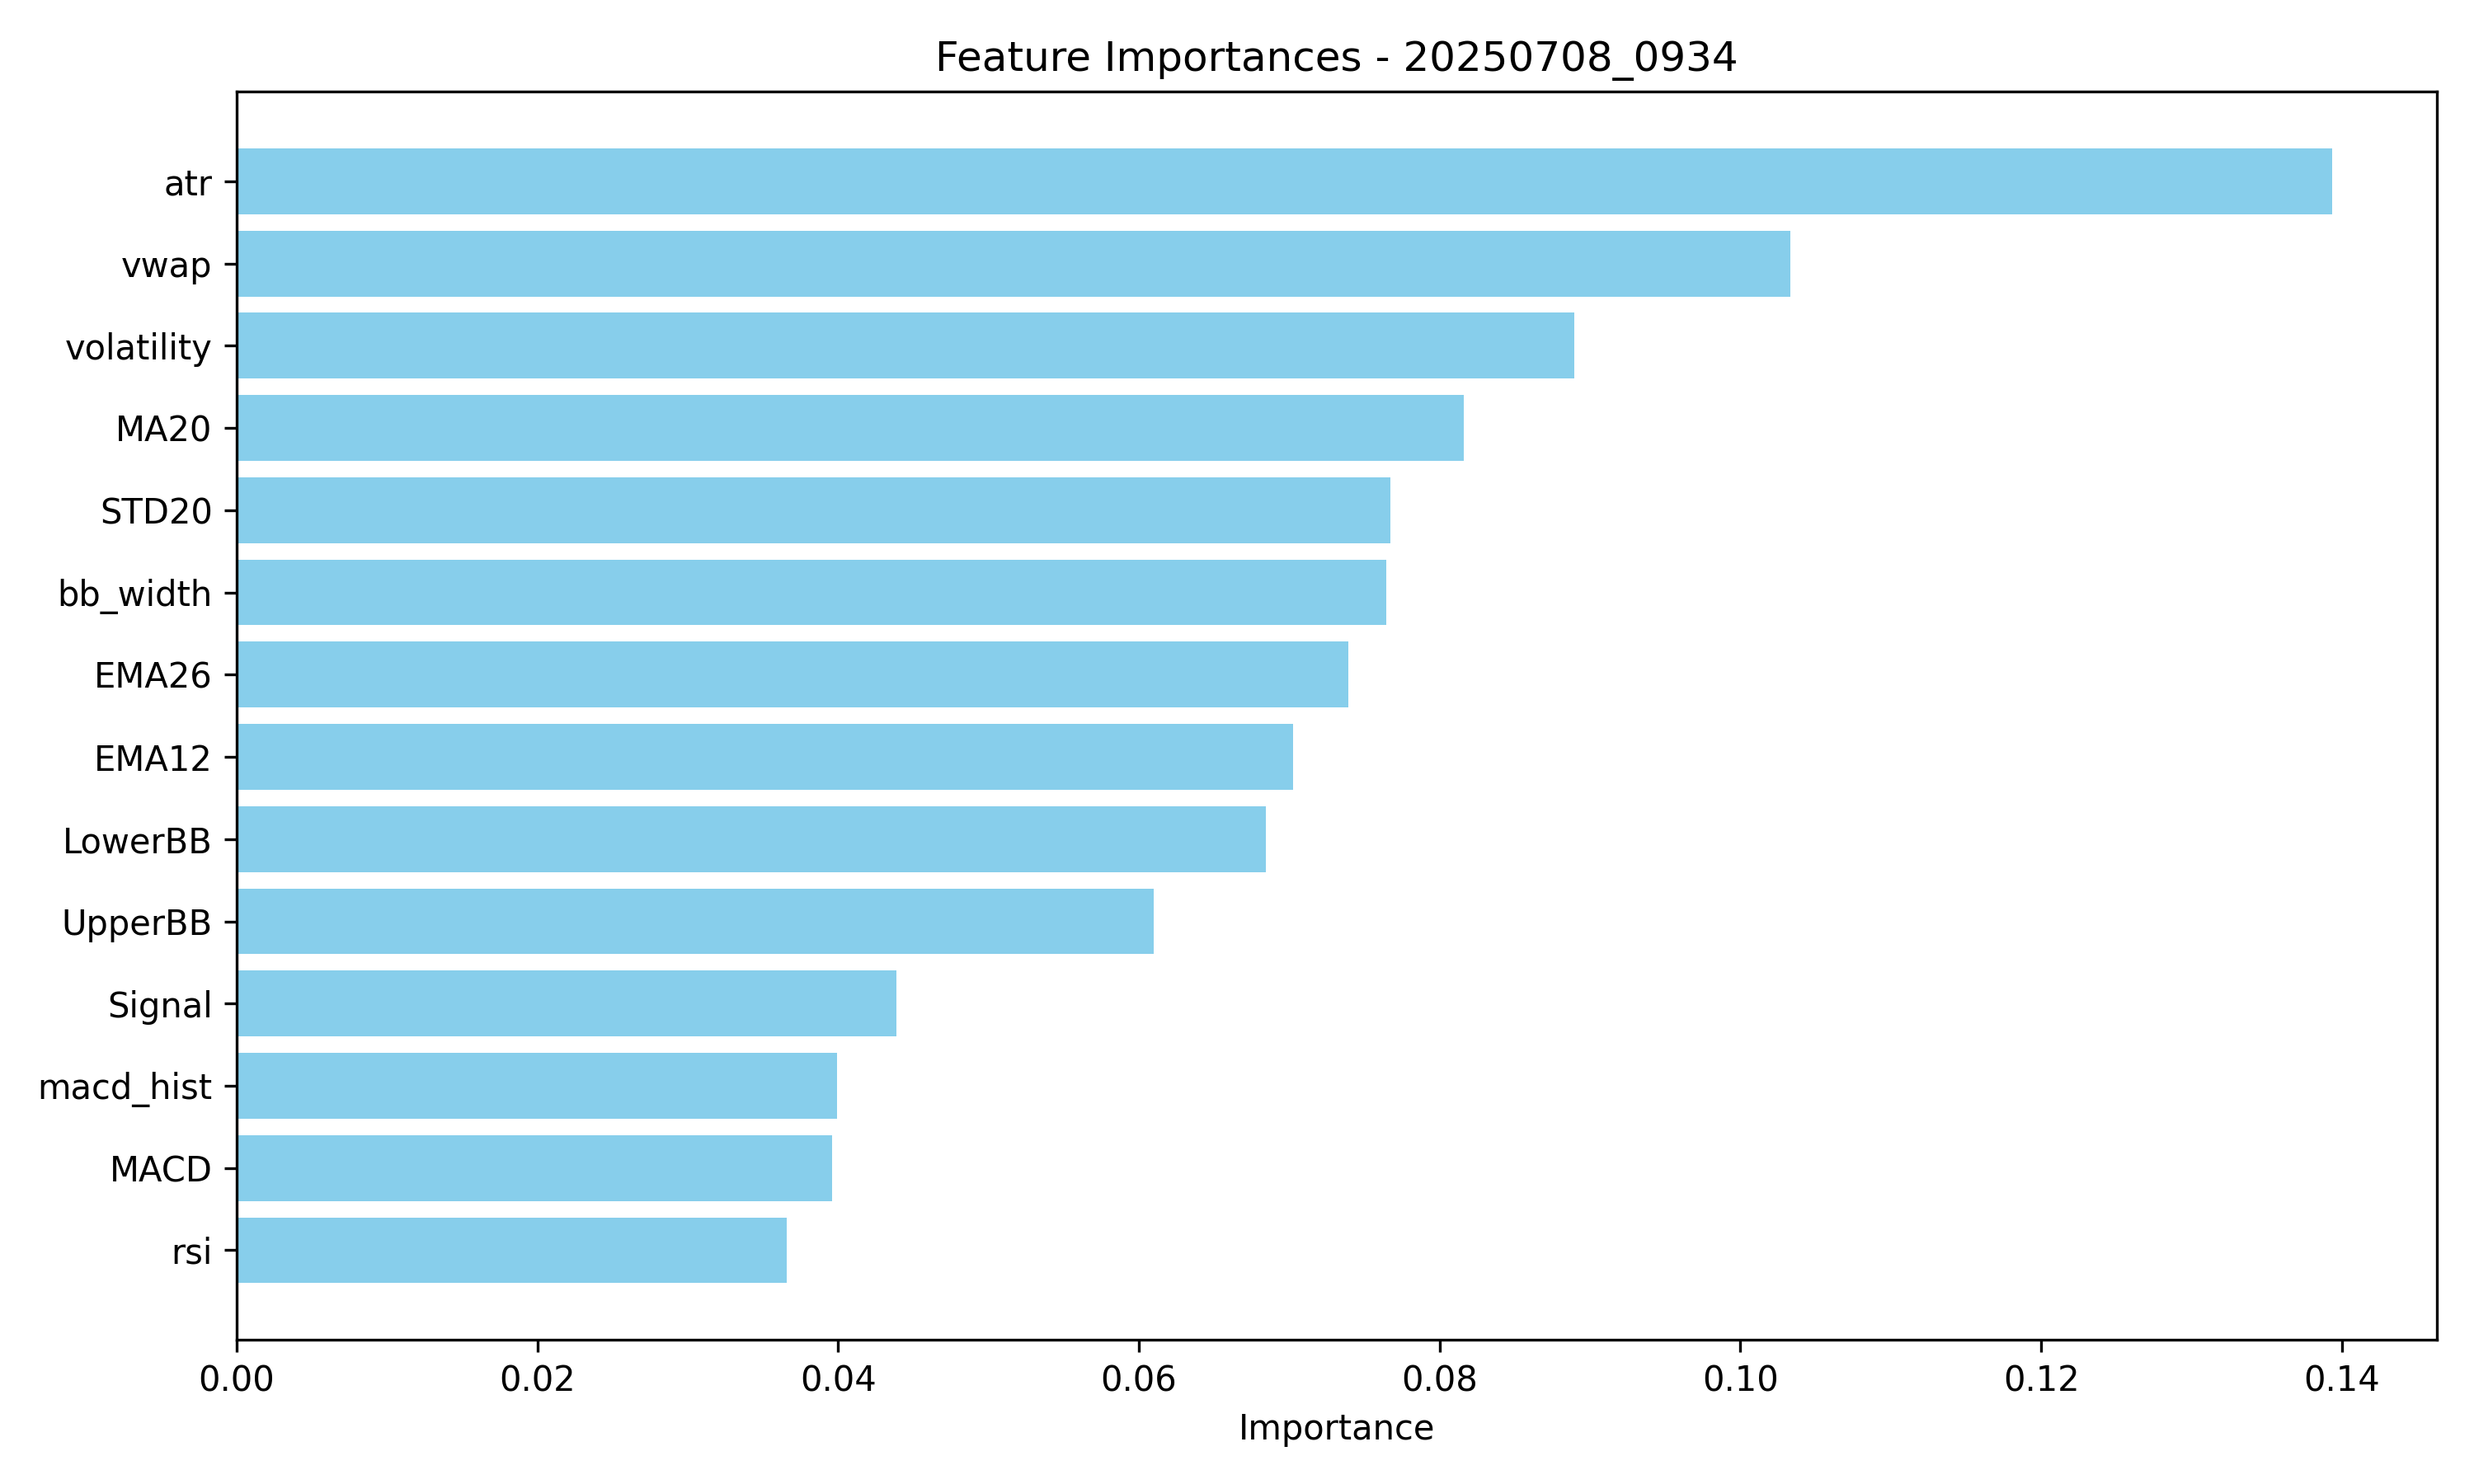 Feature Importances - 20250708_0934
atr
vwap
volatility
MA20
STD20
bb_width
EMA26
EMA12
LowerBB
UpperBB
Signal
macd_hist
MACD
rsi
0.00 0.02 0.04 0.06 0.08 0.10 0.12 0.14
Importance